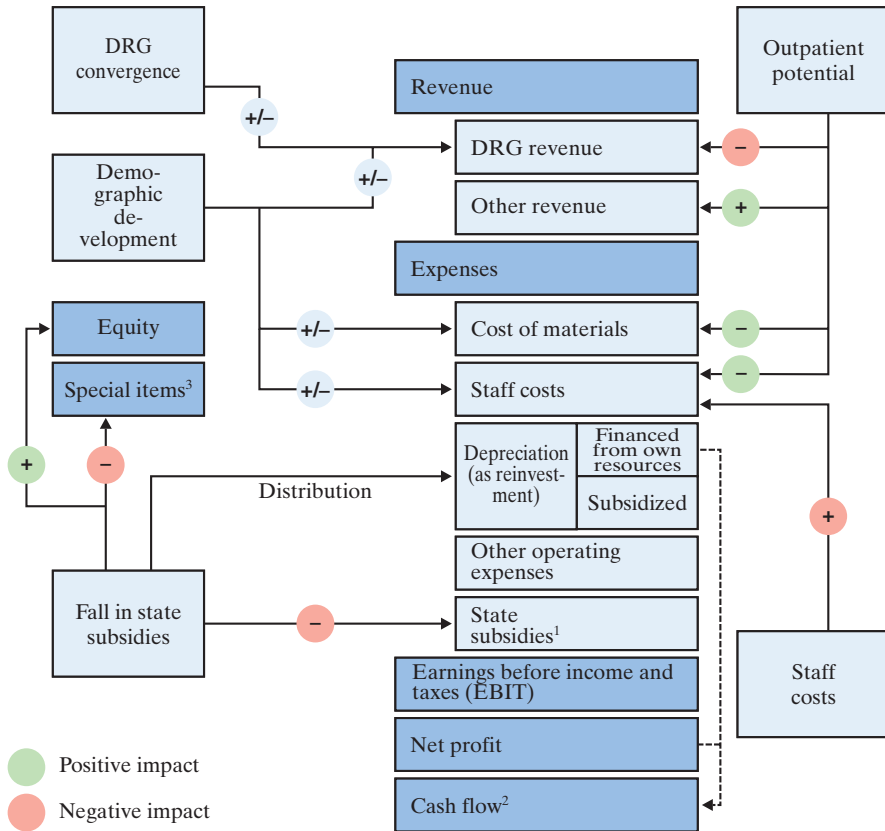 DRG
convergence
Outpatient
potential
Revenue
+/–
DRG revenue
–
Demo-
graphic
de-
velopment
+/–
Other revenue
+
Expenses
Equity
+/–
Cost of materials
–
Special items³
+/–
Staff costs
–
+
–
Depreciation
(as reinvest-
ment)
Financed
from own
resources
Distribution
Subsidized
+
Other operating
expenses
Fall in state
subsidies
–
State
subsidies¹
Staff
costs
Earnings before income and
taxes (EBIT)
Net profit
Positive impact
Cash flow²
Negative impact